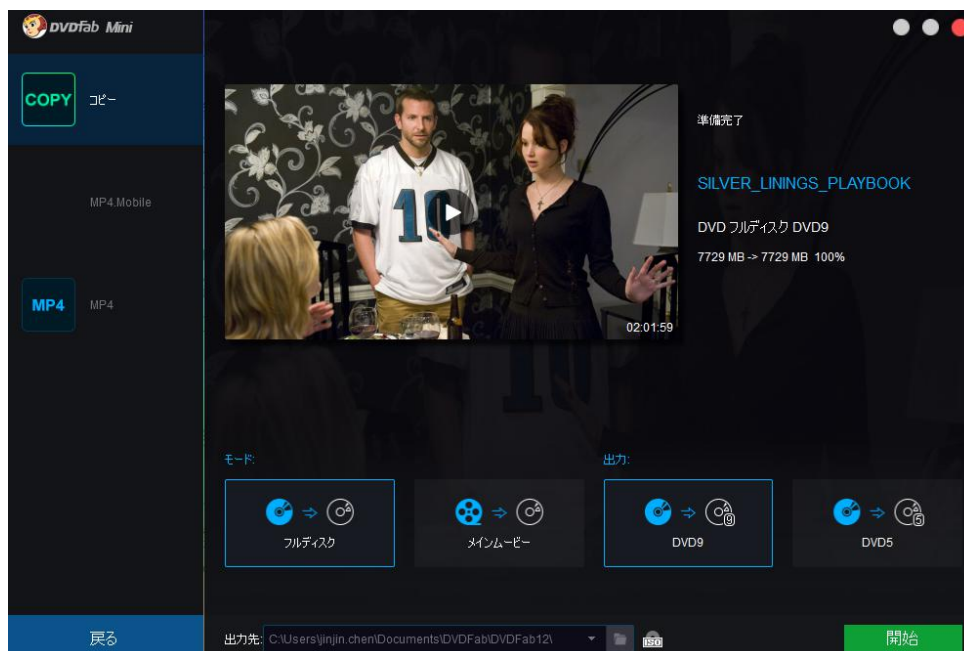 DVDFab Mini
COPY コピー
MP4.Mobile
MP4 MP4
戻る
10
02:01:59
準備完了
SILVER_LININGS_PLAYBOOK
DVD フルディスク DVD9
7729 MB -> 7729 MB 100%
モード:
フルディスク
メインムービー
出力:
9
DVD9
5
DVD5
出力先: C:\Users\jinjin.chen\Documents\DVDFab\DVDFab12\
ISO
開始